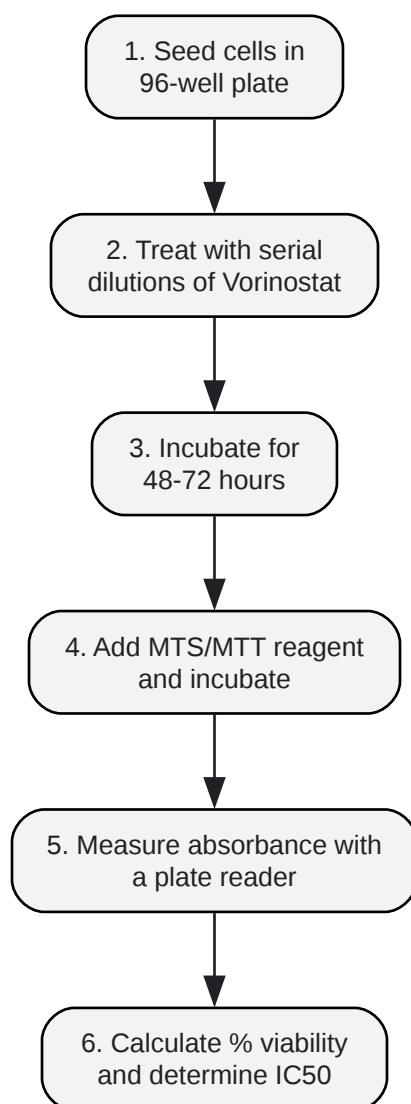 1. Seed cells in
96-well plate
2. Treat with serial
dilutions of Vorinostat
3. Incubate for
48-72 hours
4. Add MTS/MTT reagent
and incubate
5. Measure absorbance with
a plate reader
6. Calculate % viability
and determine IC50